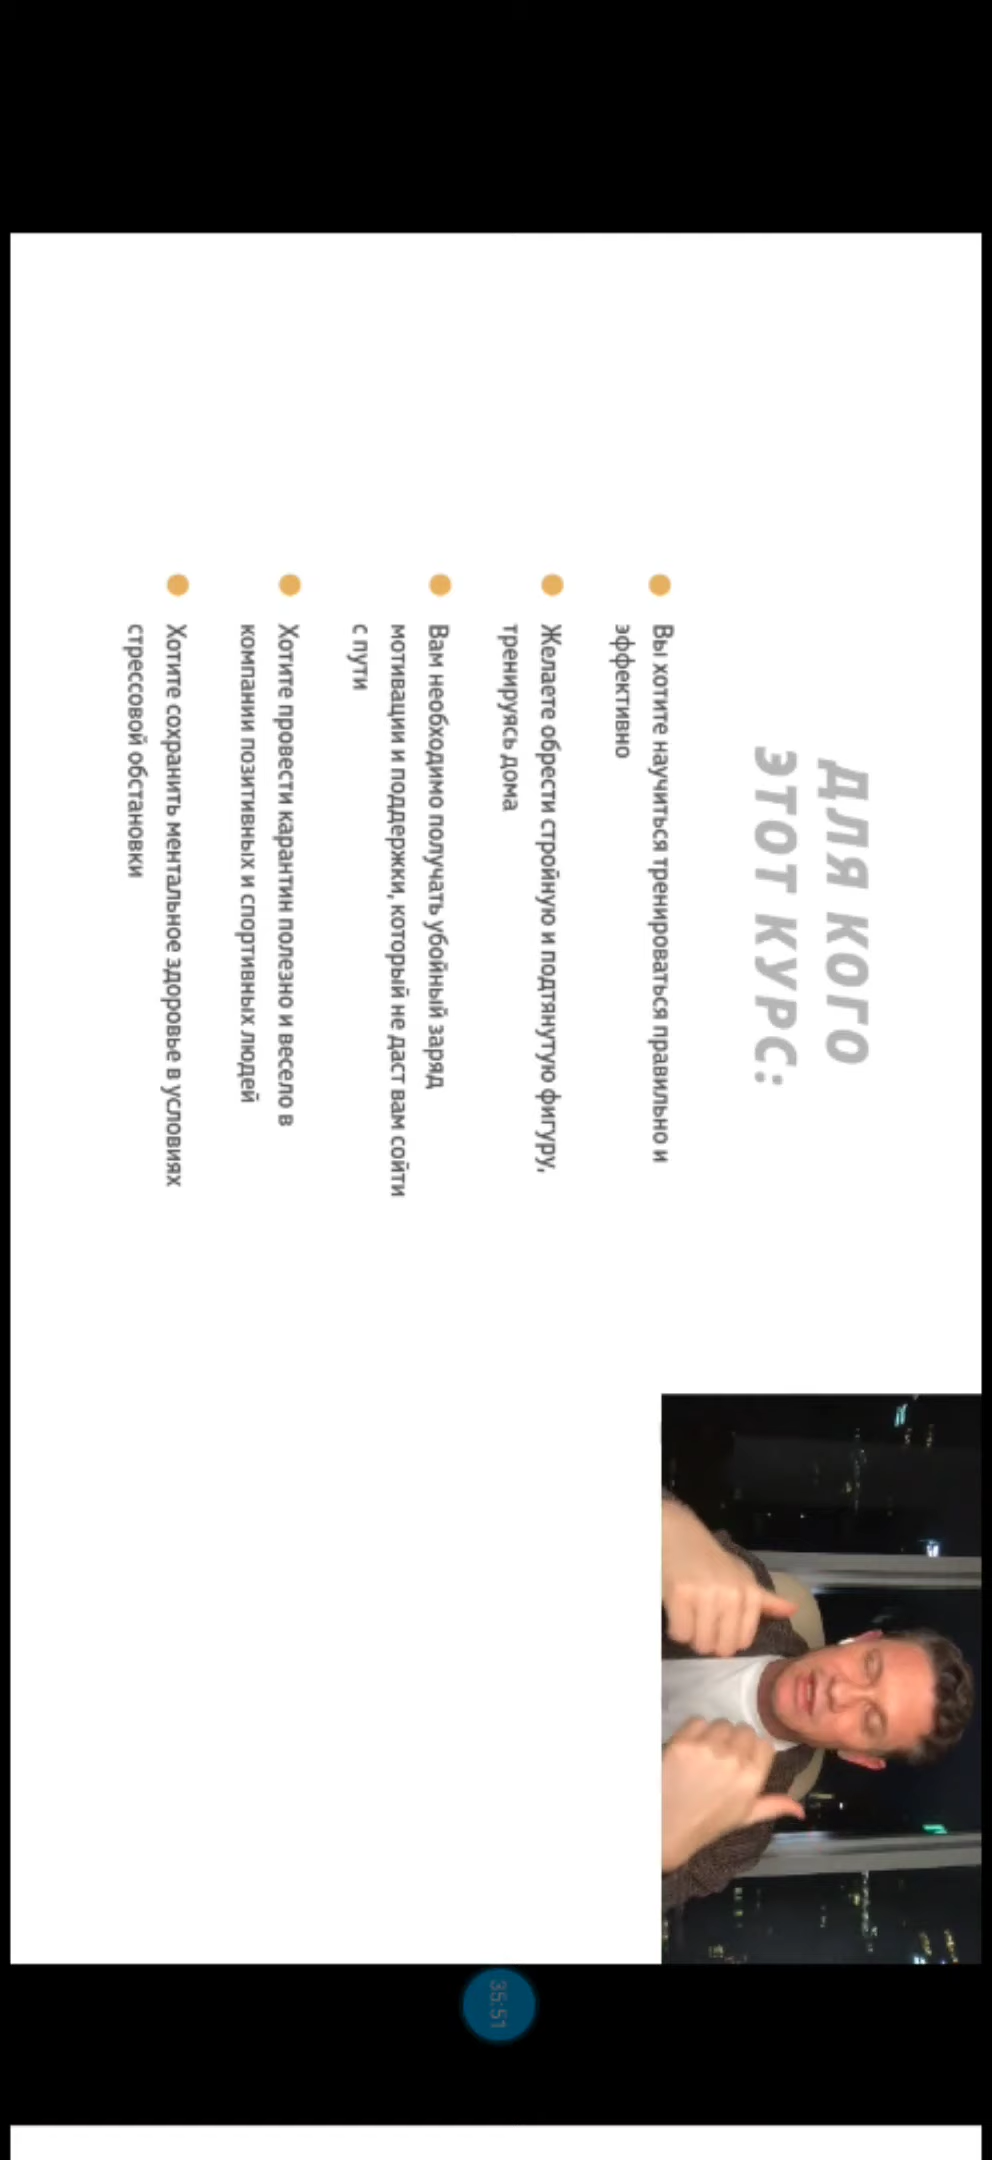 ДЛЯ КОГО
ЭТОТ КУРС:
Вы хотите научиться тренироваться правильно и
эффективно
Желаете обрести стройную и подтянутую фигуру,
тренируясь дома
Вам необходимо получать убойный заряд
мотивации и поддержки, который не даст вам сойти
с пути
Хотите провести карантин полезно и весело в
компании позитивных и спортивных людей
Хотите сохранить ментальное здоровье в условиях
стрессовой обстановки
35:51